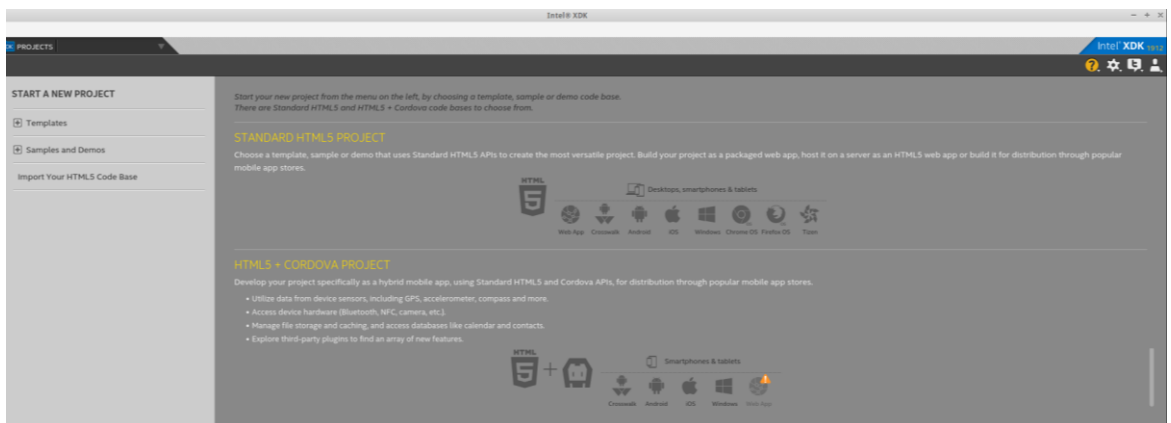 Intel® XDK
PROJECTS
Intel XDK 1912
START A NEW PROJECT
Templates
Samples and Demos
Import Your HTML5 Code Base
Start your new project from the menu on the left, by choosing a template, sample or demo code base.
There are Standard HTML5 and HTML5 + Cordova code bases to choose from.
STANDARD HTML5 PROJECT
Choose a template, sample or demo that uses Standard HTML5 APIs to create the most versatile project. Build your project as a packaged web app, host it on a server as an HTML5 web app or build it for distribution through popular
mobile app stores.
HTML
5
Desktops, smartphones & tablets
Web App Crosswalk Android iOS Windows Chrome OS Firefox OS Tizen
HTML5 + CORDOVA PROJECT
Develop your project specifically as a hybrid mobile app, using Standard HTML5 and Cordova APIs, for distribution through popular mobile app stores.
• Utilize data from device sensors, including GPS, accelerometer, compass and more.
• Access device hardware (Bluetooth, NFC, camera, etc.).
• Manage file storage and caching, and access databases like calendar and contacts.
• Explore third-party plugins to find an array of new features.
HTML
5 +
Smartphones & tablets
Crosswalk Android iOS Windows Web App